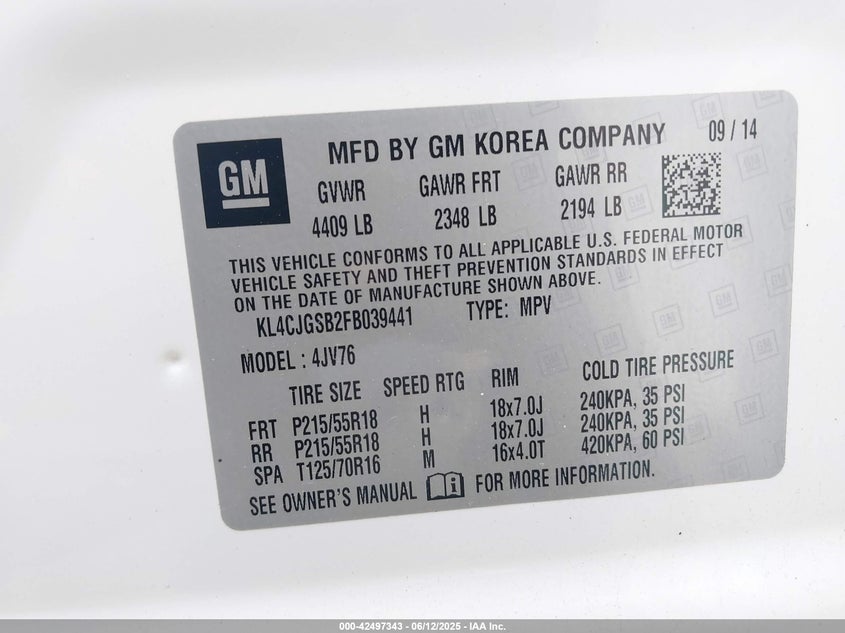 GM
MFD BY GM KOREA COMPANY 09 / 14
GVWR GAWR FRT GAWR RR
4409 LB 2348 LB 2194 LB
THIS VEHICLE CONFORMS TO ALL APPLICABLE U.S. FEDERAL MOTOR
VEHICLE SAFETY AND THEFT PREVENTION STANDARDS IN EFFECT
ON THE DATE OF MANUFACTURE SHOWN ABOVE.
KL4CJGSB2FB039441 TYPE: MPV
MODEL : 4JV76
TIRE SIZE SPEED RTG RIM COLD TIRE PRESSURE
FRT P215/55R18 H 18x7.0J 240KPA, 35 PSI
RR P215/55R18 H 18x7.0J 240KPA, 35 PSI
SPA T125/70R16 M 16x4.0T 420KPA, 60 PSI
SEE OWNER'S MANUAL FOR MORE INFORMATION.
000-42497343 - 06/12/2025 - IAA Inc.